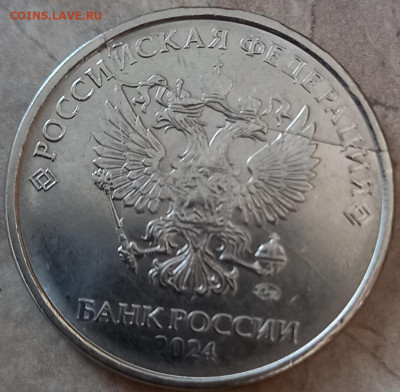 COINS.LAVE.RU
РОССИЙСКАЯ ФЕДЕРАЦИЯ
БАНК РОССИИ
2024